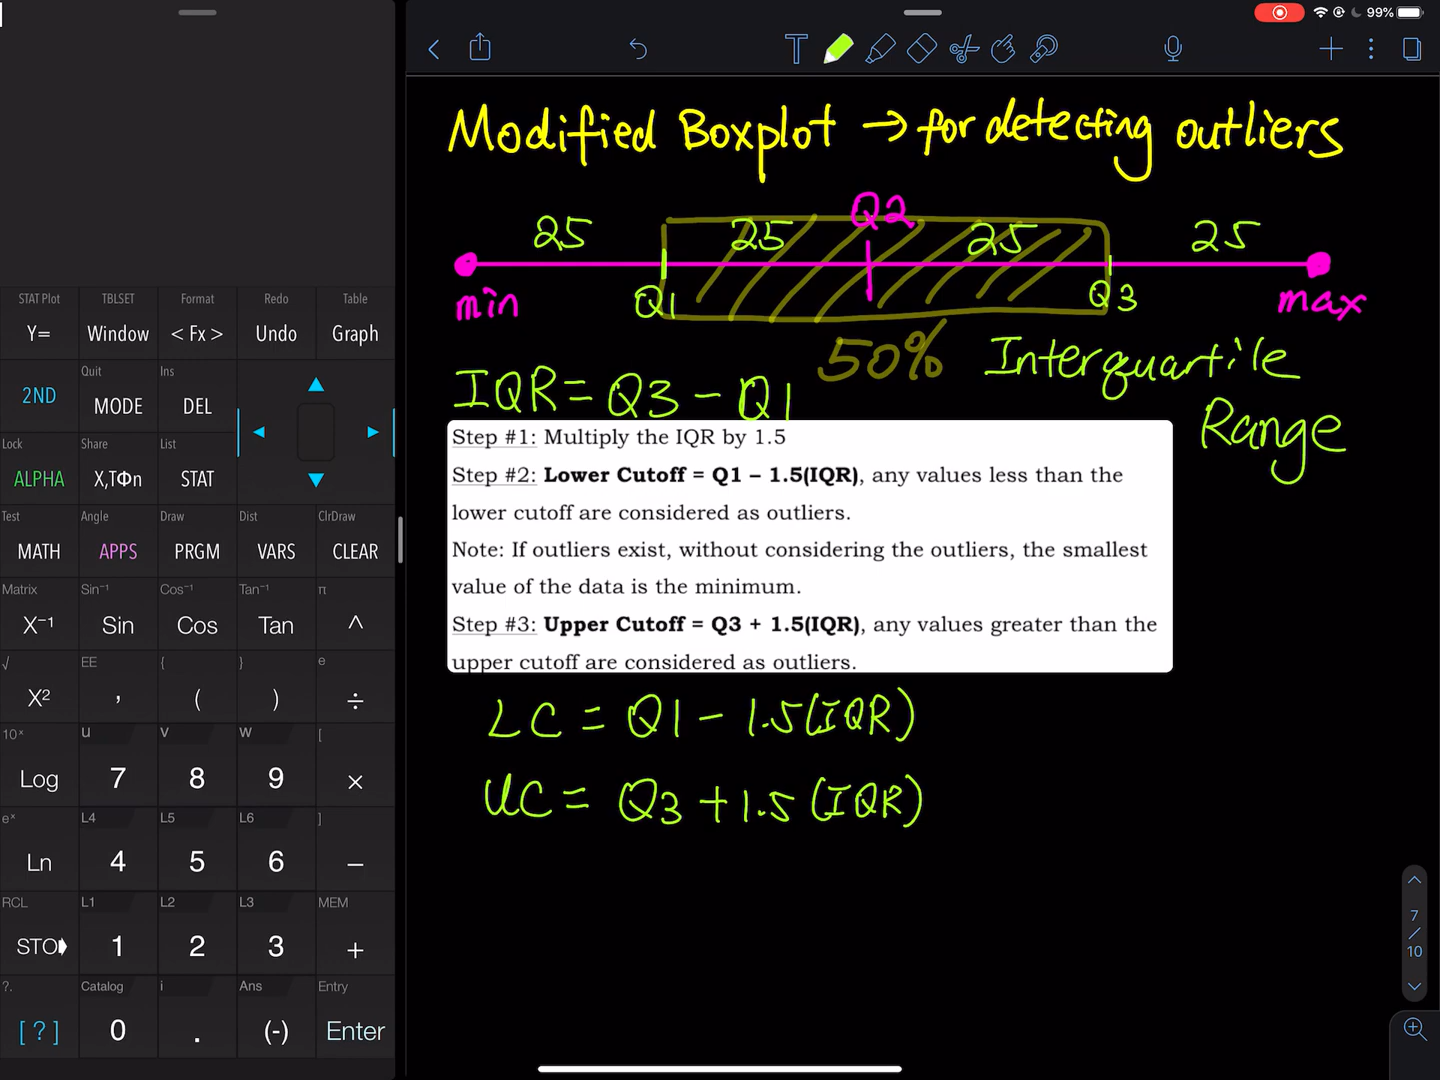 99%
Modified Boxplot → for detecting outliers
Q2
25 25 25 25
min Q1 Q3 max
50% Interquartile
IQR = Q3 - Q1
Range
Step #1: Multiply the IQR by 1.5
Step #2: Lower Cutoff = Q1 – 1.5(IQR), any values less than the
lower cutoff are considered as outliers.
Note: If outliers exist, without considering the outliers, the smallest
value of the data is the minimum.
Step #3: Upper Cutoff = Q3 + 1.5(IQR), any values greater than the
upper cutoff are considered as outliers.
LC = Q1 - 1.5(IQR)
UC = Q3 + 1.5(IQR)
7
/
10
STAT Plot TBLSET Format Redo Table
Y= Window < Fx > Undo Graph
Quit Ins
2ND MODE DEL
Lock Share List
ALPHA X,TΦn STAT
Test Angle Draw Dist ClrDraw
MATH APPS PRGM VARS CLEAR
Matrix Sin⁻¹ Cos⁻¹ Tan⁻¹ π
X⁻¹ Sin Cos Tan ^
√ EE { } e
X² , ( ) ÷
10ˣ u v w [
Log 7 8 9 ×
eˣ L4 L5 L6 ]
Ln 4 5 6 −
RCL L1 L2 L3 MEM
STO 1 2 3 +
?. Catalog i Ans Entry
[ ? ] 0 . (-) Enter